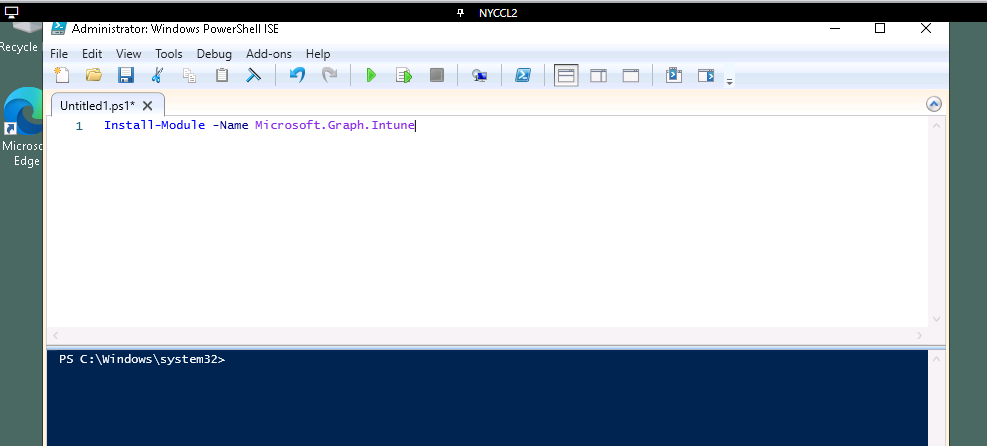 NYCCL2
Recycle
Administrator: Windows PowerShell ISE
File Edit View Tools Debug Add-ons Help
Untitled1.ps1*
1 Install-Module -Name Microsoft.Graph.Intune
Microsc
Edge
PS C:\Windows\system32>